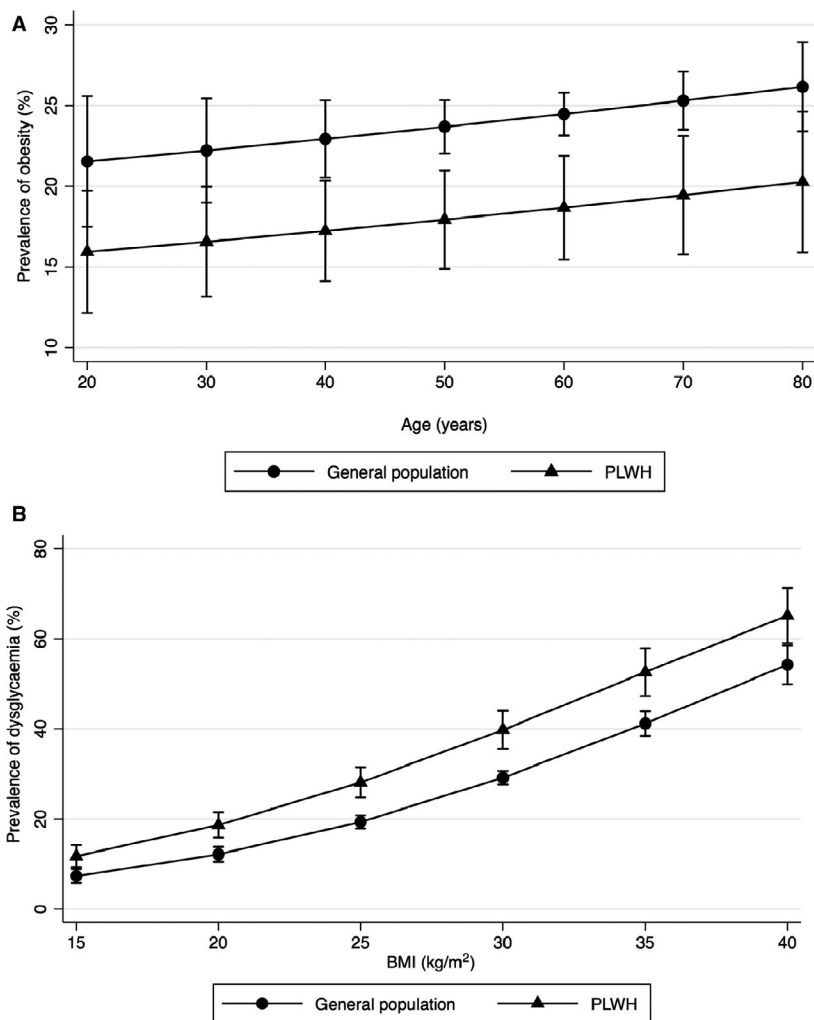 A
Prevalence of obesity (%)
30
25
20
15
10
20 30 40 50 60 70 80
Age (years)
General population PLWH
B
Prevalence of dysglycaemia (%)
80
60
40
20
0
15 20 25 30 35 40
BMI (kg/m²)
General population PLWH